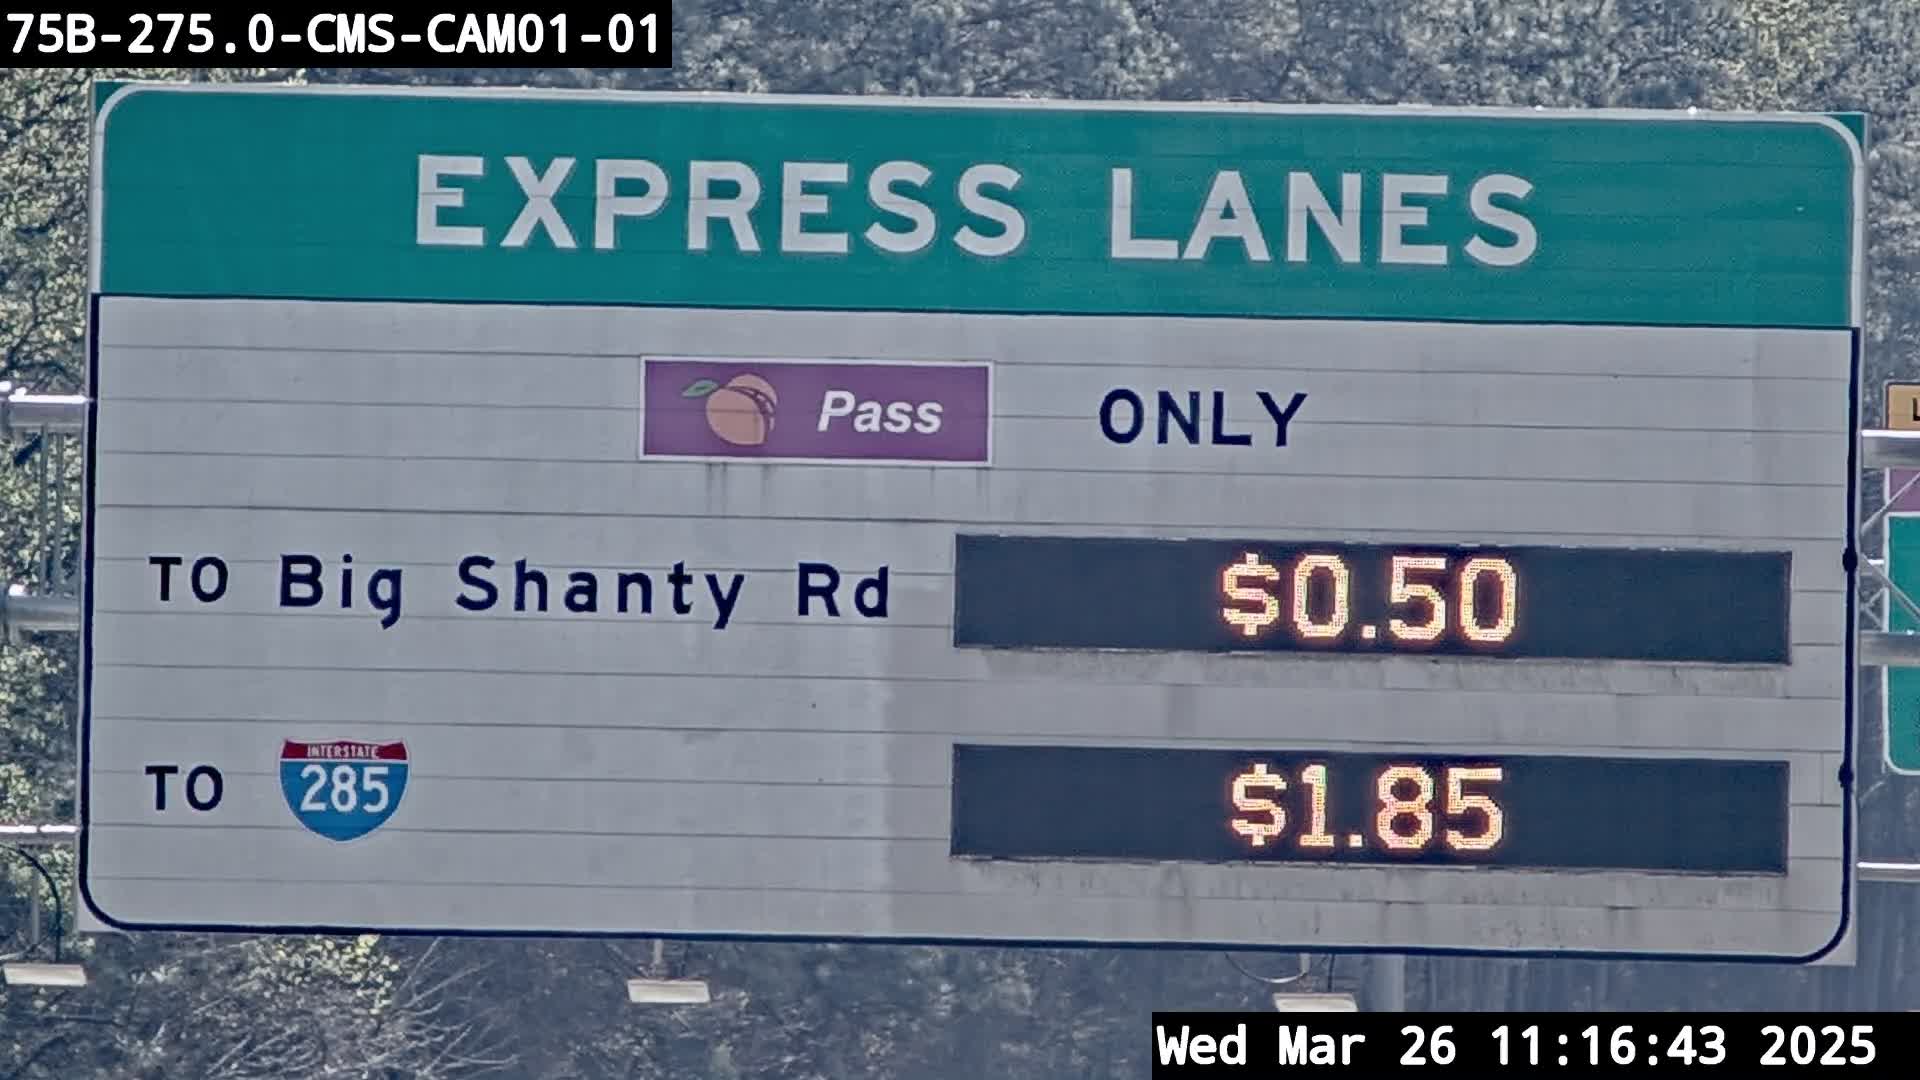 75B-275.0-CMS-CAM01-01
EXPRESS LANES
Pass ONLY
TO Big Shanty Rd $0.50
TO INTERSTATE 285 $1.85
Wed Mar 26 11:16:43 2025